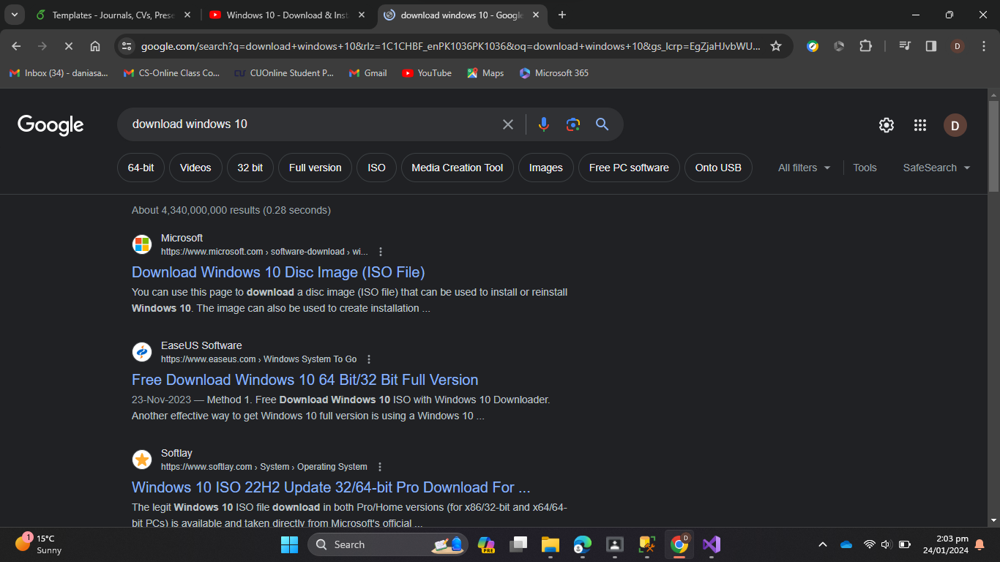 Templates - Journals, CVs, Prese
Windows 10 - Download & Inst
download windows 10 - Google
google.com/search?q=download+windows+10&rlz=1C1CHBF_enPK1036PK1036&oq=download+windows+10&gs_lcrp=EgZjaHJvbWU...
D
Inbox (34) - daniasa...
CS-Online Class Co...
CU CUOnline Student P...
Gmail
YouTube
Maps
Microsoft 365
Google
download windows 10
D
64-bit
Videos
32 bit
Full version
ISO
Media Creation Tool
Images
Free PC software
Onto USB
All filters
Tools
SafeSearch
About 4,340,000,000 results (0.28 seconds)
Microsoft
https://www.microsoft.com › software-download › wi...
Download Windows 10 Disc Image (ISO File)
You can use this page to download a disc image (ISO file) that can be used to install or reinstall
Windows 10. The image can also be used to create installation ...
EaseUS Software
https://www.easeus.com › Windows System To Go
Free Download Windows 10 64 Bit/32 Bit Full Version
23-Nov-2023 — Method 1. Free Download Windows 10 ISO with Windows 10 Downloader.
Another effective way to get Windows 10 full version is using a Windows 10 ...
Softlay
https://www.softlay.com › System › Operating System
Windows 10 ISO 22H2 Update 32/64-bit Pro Download For ...
The legit Windows 10 ISO file download in both Pro/Home versions (for x86/32-bit and x64/64-
bit PCs) is available and taken directly from Microsoft's official ...
1
15°C
Sunny
Search
PRE
D
2:03 pm
24/01/2024